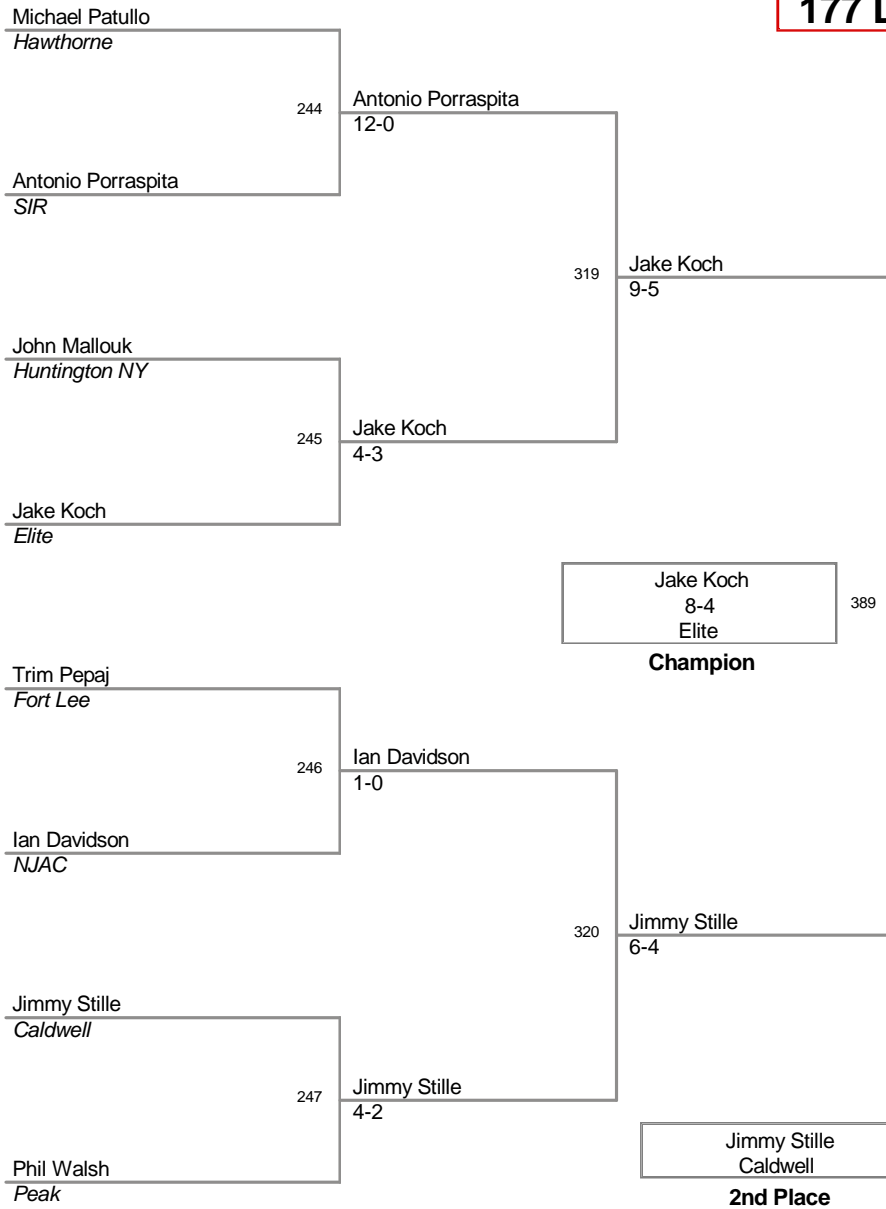 Michael Patullo
Hawthorne
177
244
Antonio Porraspita
12-0
Antonio Porraspita
SIR
319
Jake Koch
9-5
John Mallouk
Huntington NY
245
Jake Koch
4-3
Jake Koch
Elite
Jake Koch
8-4
Elite
389
Champion
Trim Pepaj
Fort Lee
246
Ian Davidson
1-0
Ian Davidson
NJAC
320
Jimmy Stille
6-4
Jimmy Stille
Caldwell
247
Jimmy Stille
4-2
Phil Walsh
Peak
Jimmy Stille
Caldwell
2nd Place